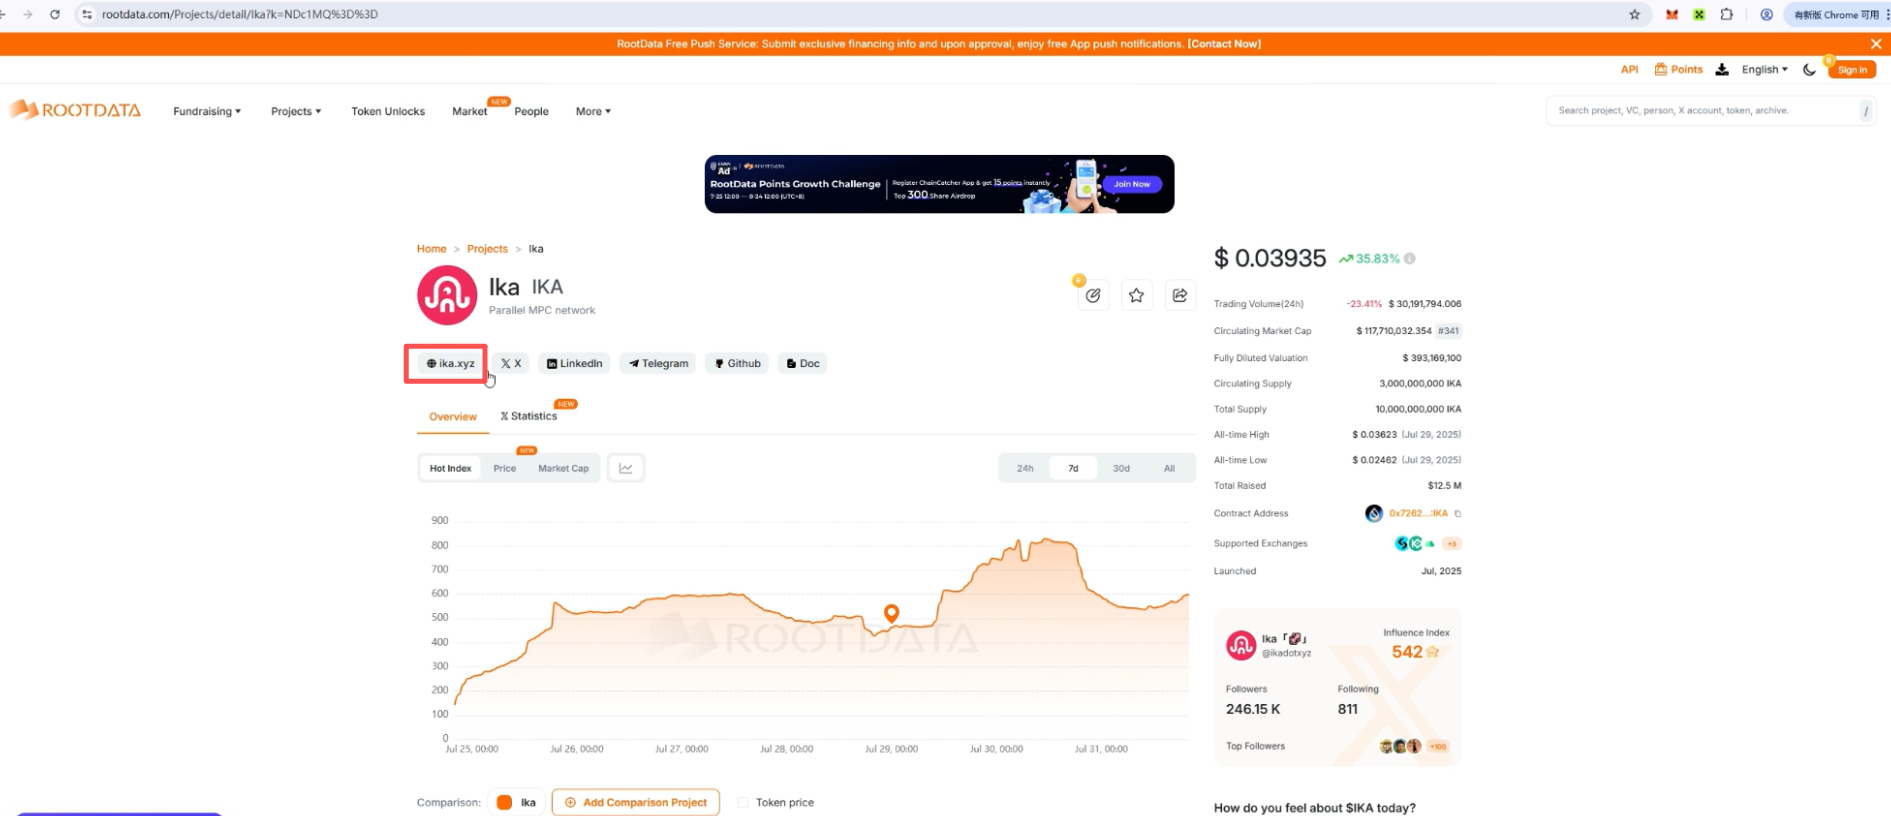 rootdata.com/Projects/detail/Ika?k=NDc1MQ%3D%3D
有新版 Chrome 可用
RootData Free Push Service: Submit exclusive financing info and upon approval, enjoy free App push notifications. [Contact Now]
API Points English Sign in
ROOTDATA Fundraising Projects Token Unlocks Market NEW People More
Search project, VC, person, X account, token, archive. /
Ad ROOTDATA
RootData Points Growth Challenge
7-25 12:00 — 8-24 12:00 (UTC+8)
Register ChainCatcher App & get 15 points instantly
Top 300 Share Airdrop
Join Now
Home > Projects > Ika
Ika IKA
Parallel MPC network
ika.xyz X LinkedIn Telegram Github Doc
Overview Statistics NEW
Hot Index Price NEW Market Cap
24h 7d 30d All
900
800
700
600
500
400
300
200
100
0
ROOTDATA
Jul 25, 00:00 Jul 26, 00:00 Jul 27, 00:00 Jul 28, 00:00 Jul 29, 00:00 Jul 30, 00:00 Jul 31, 00:00
Comparison: Ika Add Comparison Project Token price
$ 0.03935 35.83%
Trading Volume(24h) -23.41% $ 30,191,794.006
Circulating Market Cap $ 117,710,032.354 #341
Fully Diluted Valuation $ 393,169,100
Circulating Supply 3,000,000,000 IKA
Total Supply 10,000,000,000 IKA
All-time High $ 0.03623 (Jul 29, 2025)
All-time Low $ 0.02462 (Jul 29, 2025)
Total Raised $12.5 M
Contract Address 0x7262...:IKA
Supported Exchanges +3
Launched Jul, 2025
Ika「🦑」
@ikadotxyz
Influence Index
542
Followers Following
246.15 K 811
Top Followers +100
How do you feel about $IKA today?